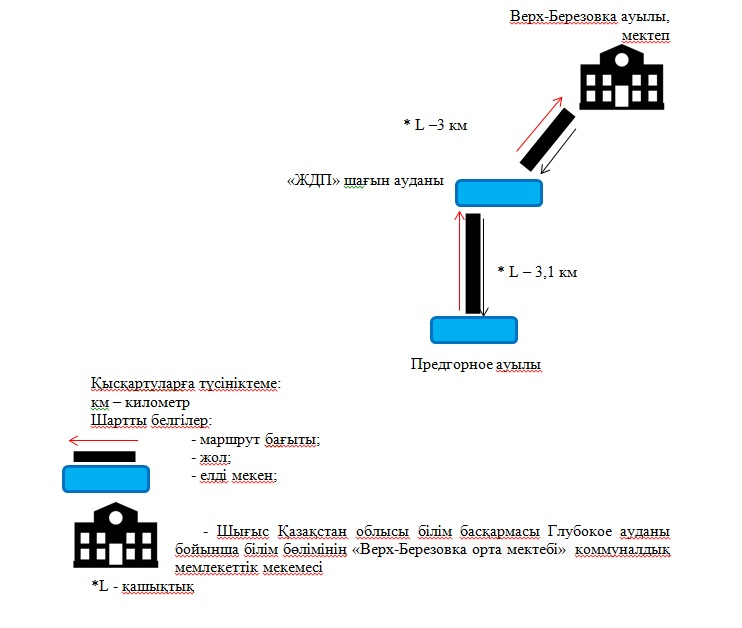 Верх-Березовка ауылы,
мектеп
* L –3 км
«ЖДП» шағын ауданы
* L – 3,1 км
Предгорное ауылы
Қысқартуларға түсініктеме:
км – километр
Шартты белгілер:
- маршрут бағыты;
- жол;
- елді мекен;
- Шығыс Қазақстан облысы білім басқармасы Глубокое ауданы
бойынша білім бөлімінің «Верх-Березовка орта мектебі» коммуналдық
мемлекеттік мекемесі
*L - қашықтық